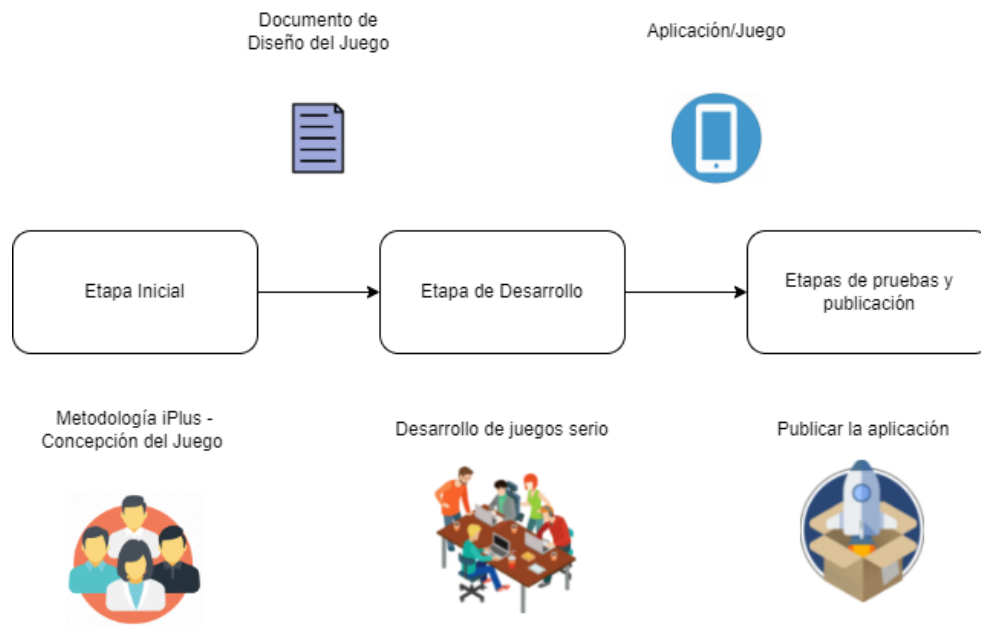 Documento de
Diseño del Juego
Aplicación/Juego
Etapa Inicial
Etapa de Desarrollo
Etapas de pruebas y
publicación
Metodología iPlus -
Concepción del Juego
Desarrollo de juegos serio
Publicar la aplicación